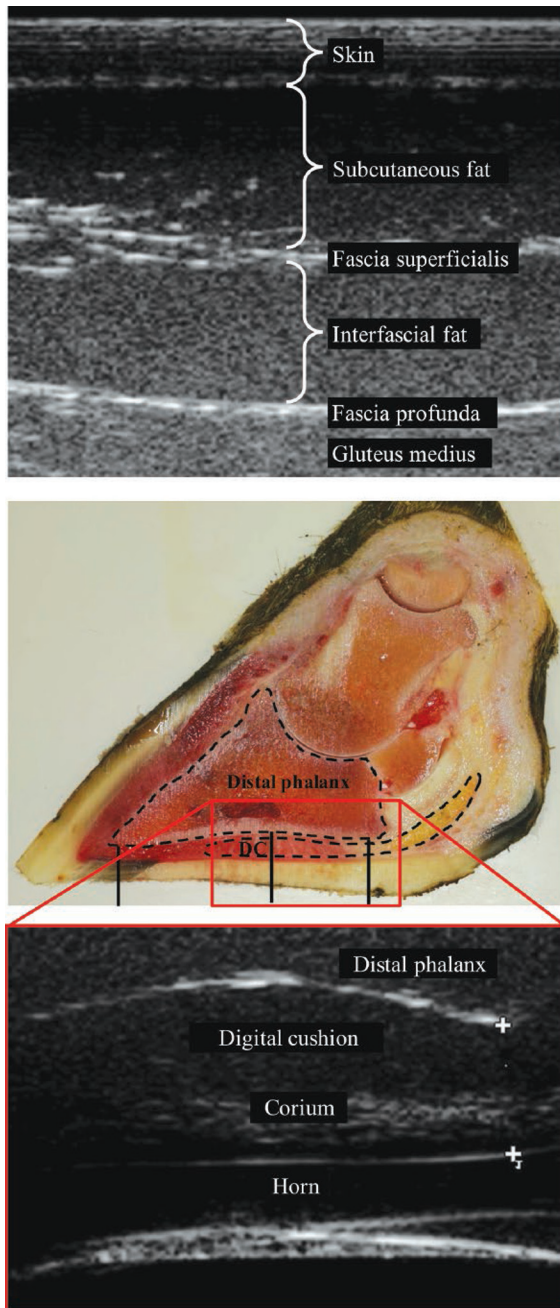 Skin
Subcutaneous fat
Fascia superficialis
Interfascial fat
Fascia profunda
Gluteus medius
Distal phalanx
DC
Distal phalanx
Digital cushion
Corium
Horn